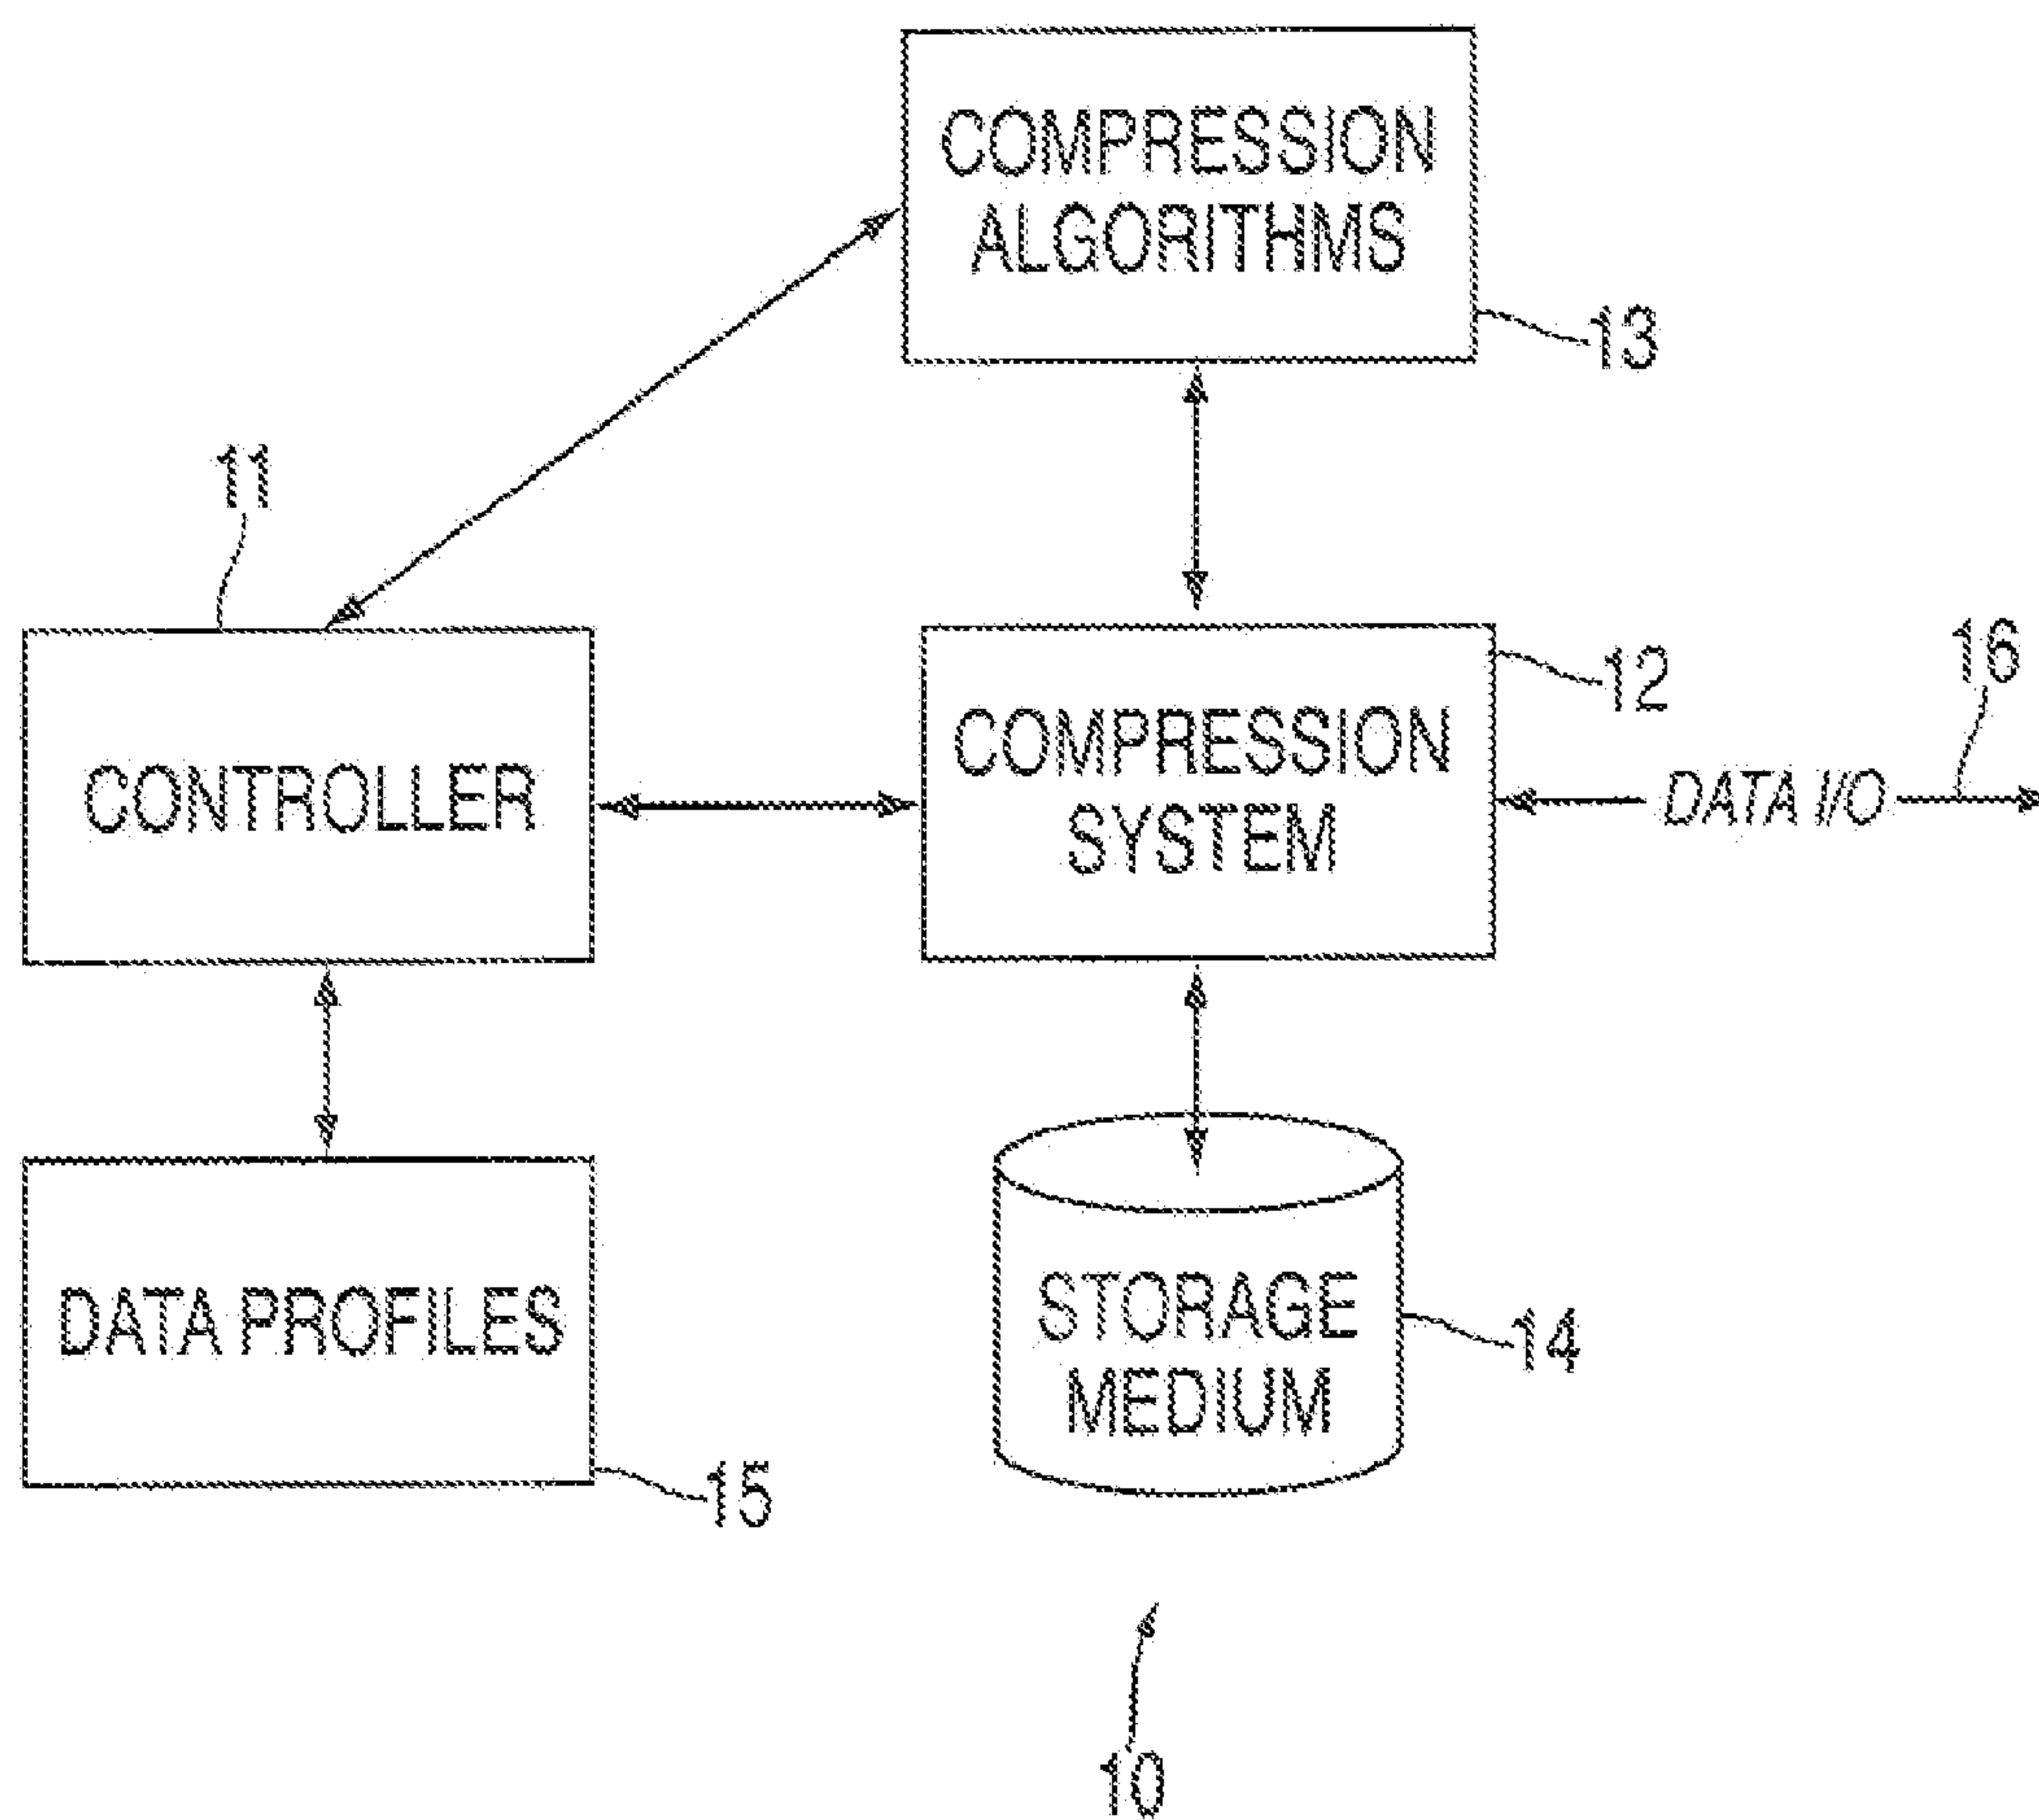 COMPRESSION
ALGORITHMS
13
11
CONTROLLER
COMPRESSION
SYSTEM
12
16
DATA I/O
DATA PROFILES
15
STORAGE
MEDIUM
14
10